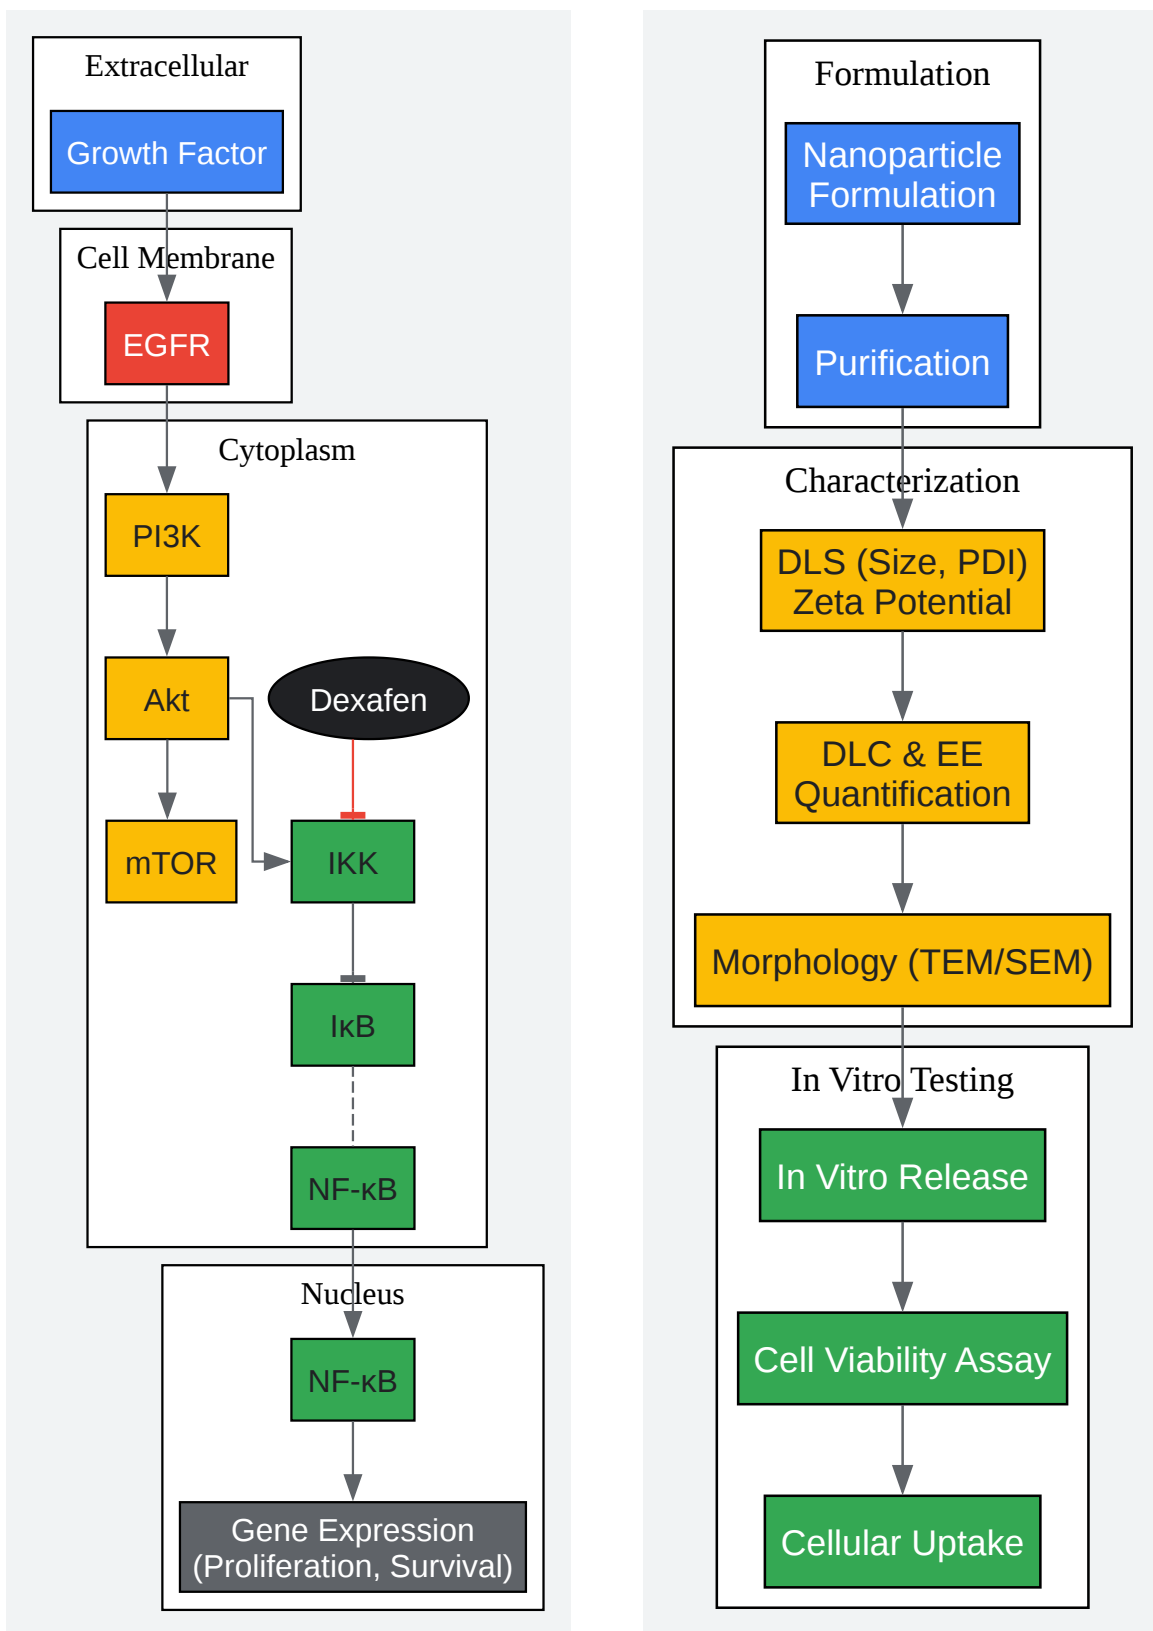 Extracellular
Growth Factor
Cell Membrane
EGFR
Cytoplasm
PI3K
Akt
Dexafen
mTOR
IKK
IκB
NF-κB
Nucleus
NF-κB
Gene Expression
(Proliferation, Survival)
Formulation
Nanoparticle
Formulation
Purification
Characterization
DLS (Size, PDI)
Zeta Potential
DLC & EE
Quantification
Morphology (TEM/SEM)
In Vitro Testing
In Vitro Release
Cell Viability Assay
Cellular Uptake